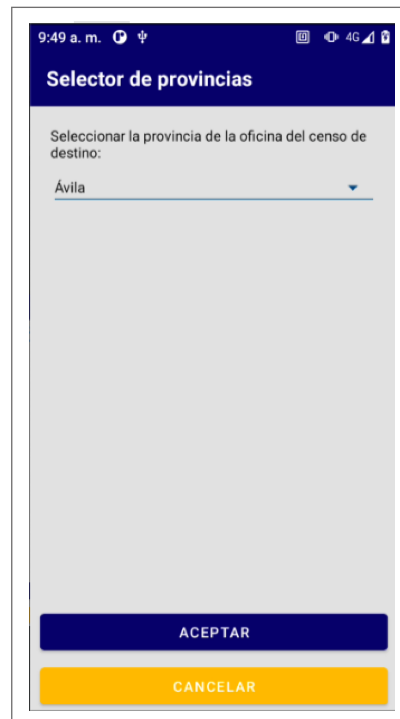 9:49 a. m. 4G
Selector de provincias
Seleccionar la provincia de la oficina del censo de
destino:
Ávila
ACEPTAR
CANCELAR